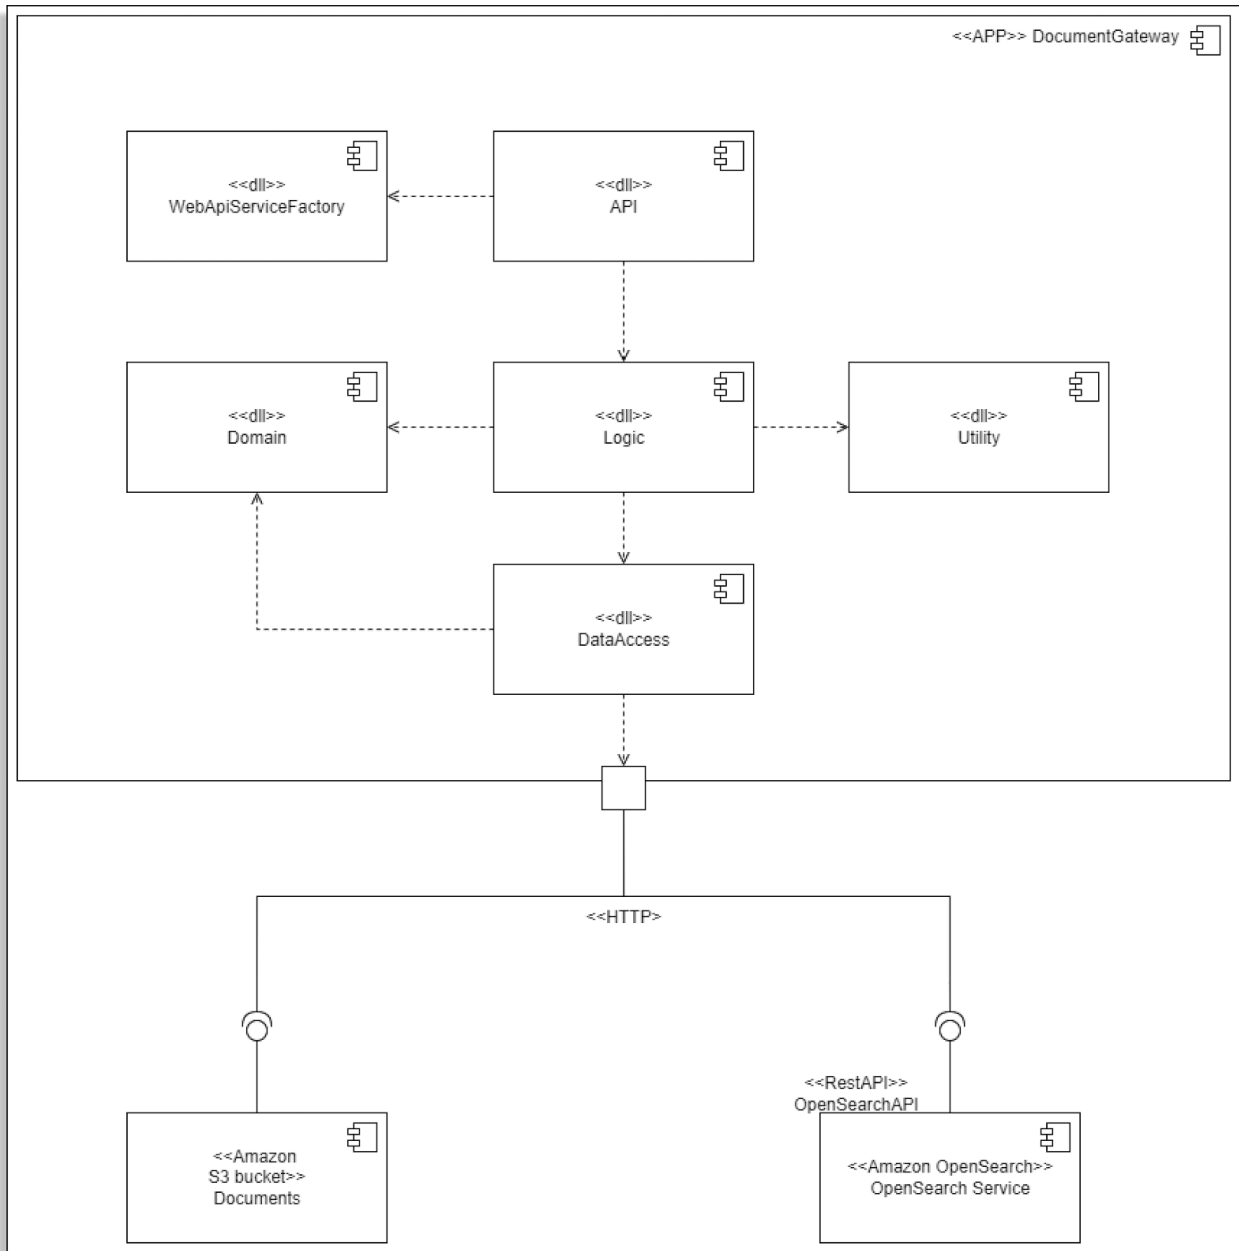 <<APP>> DocumentGateway
<<dll>>
WebApiServiceFactory
<<dll>>
API
<<dll>>
Domain
<<dll>>
Logic
<<dll>>
Utility
<<dll>>
DataAccess
<<HTTP>
<<RestAPI>>
OpenSearchAPI
<<Amazon
S3 bucket>>
Documents
<<Amazon OpenSearch>>
OpenSearch Service